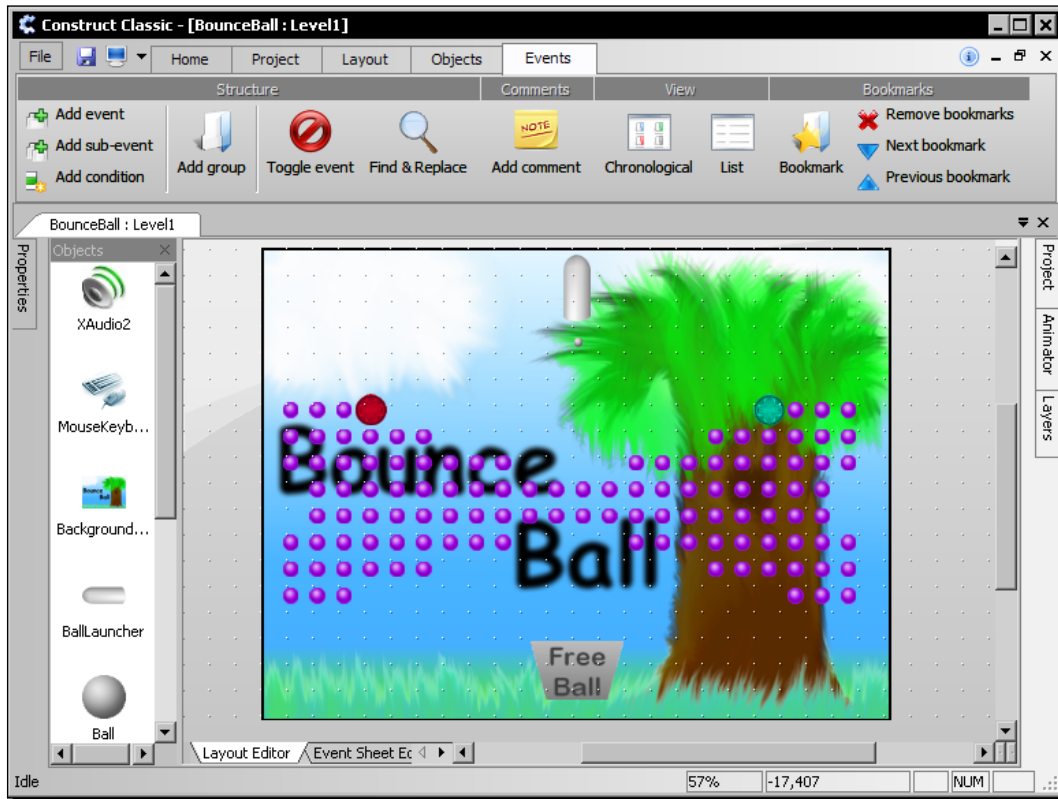 Construct Classic - [BounceBall : Level1]
File Home Project Layout Objects Events
Structure Comments View Bookmarks
Add event
Add sub-event
Add condition
Add group
Toggle event
Find & Replace
NOTE
Add comment
Chronological
List
Bookmark
Remove bookmarks
Next bookmark
Previous bookmark
BounceBall : Level1
Properties
Objects
XAudio2
MouseKeyb...
Bounce
Ball
Background...
BallLauncher
Ball
Bounce
Ball
Free
Ball
Project
Animator
Layers
Layout Editor
Event Sheet Ec
Idle
57%
-17,407
NUM